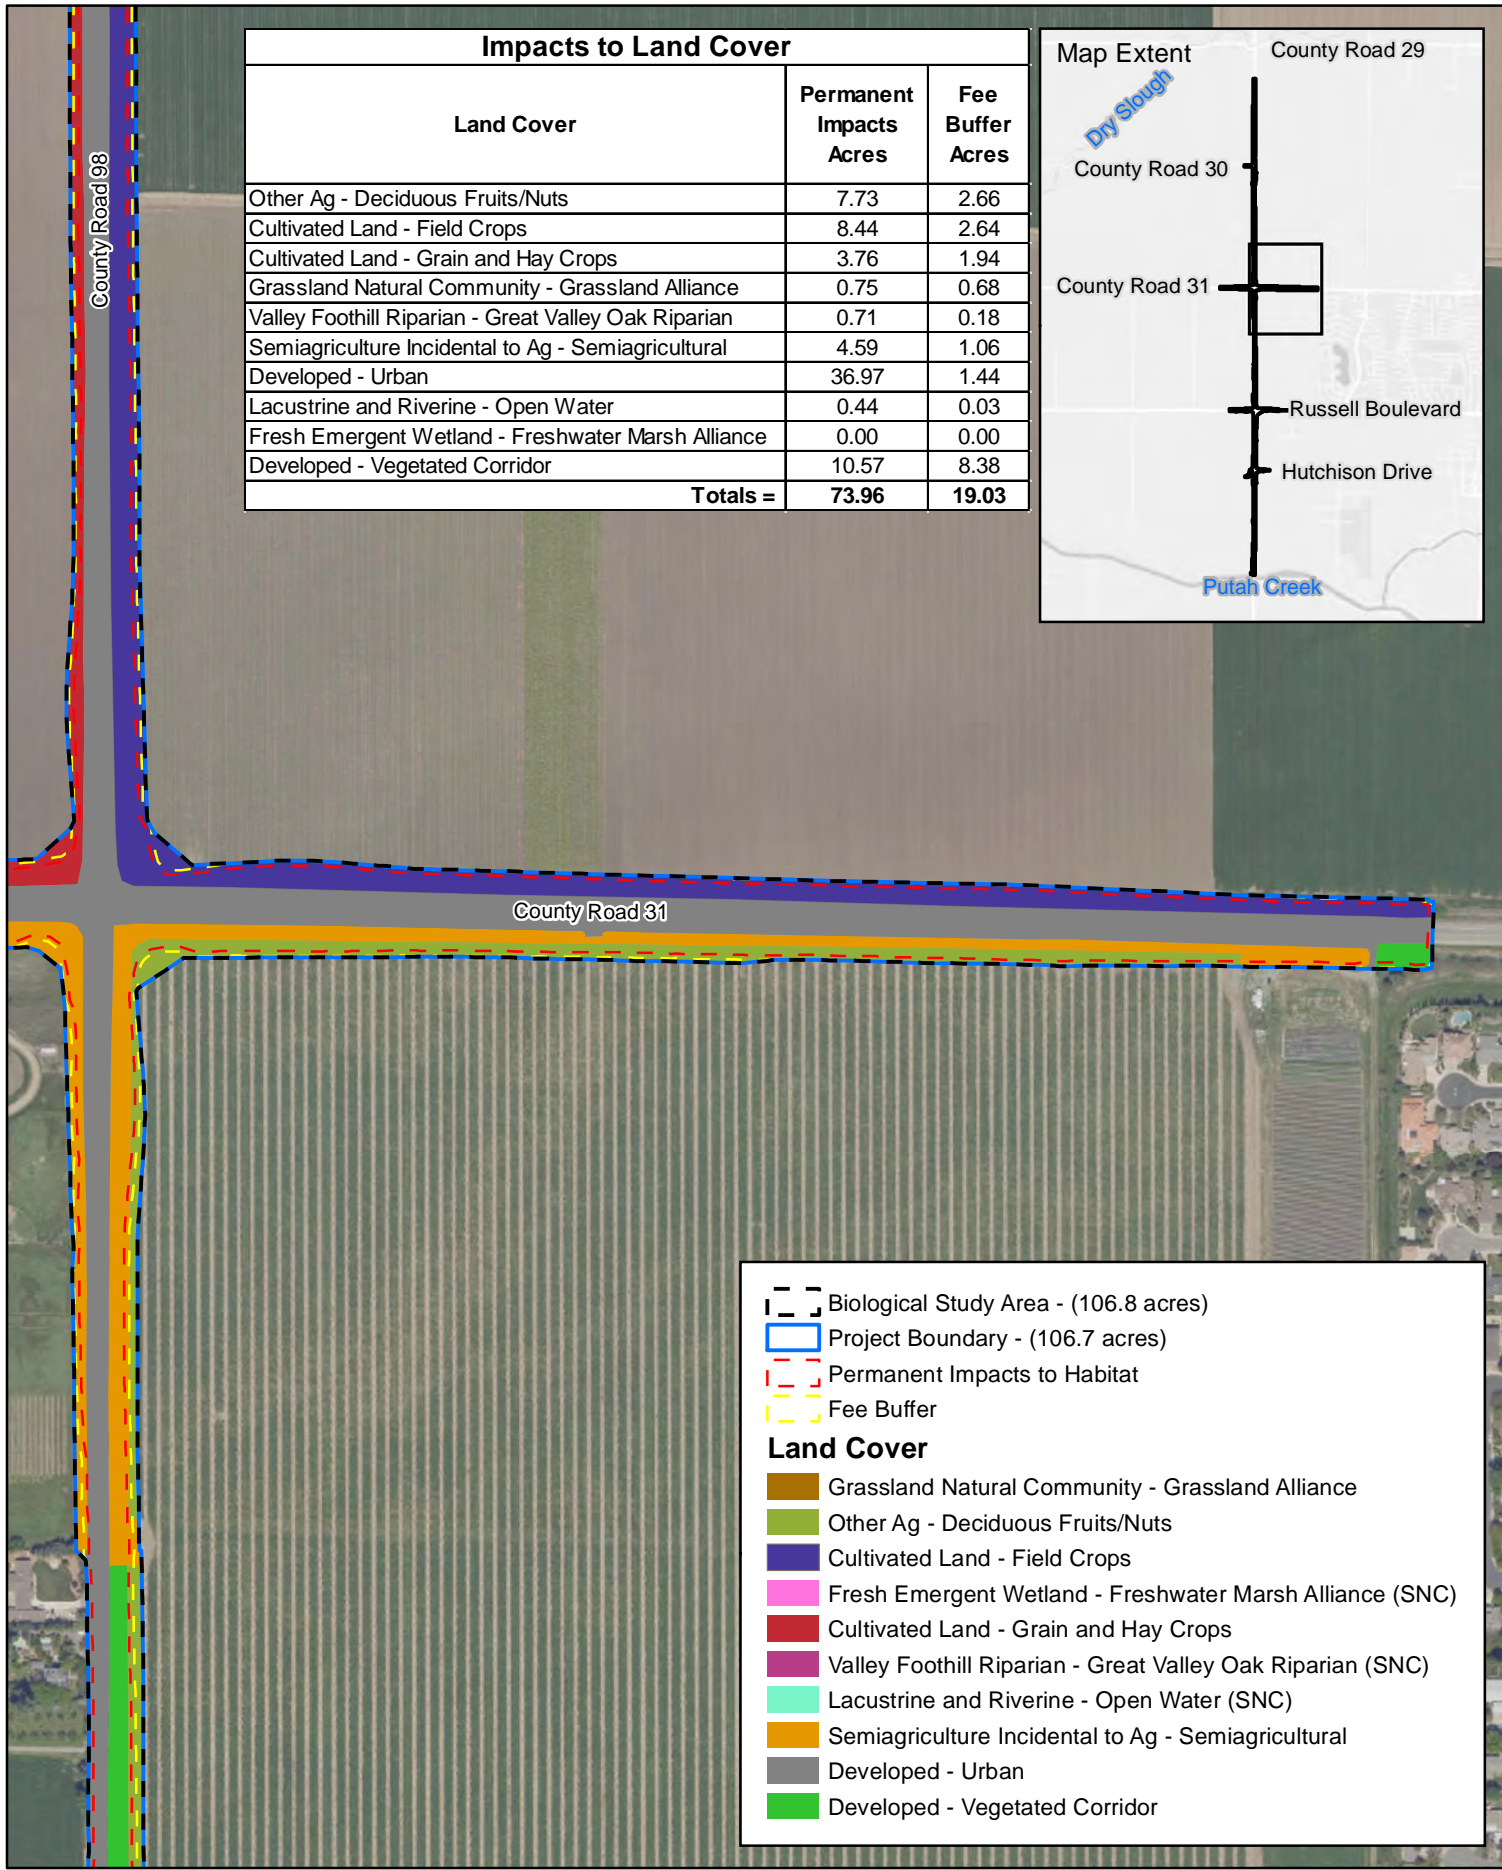 Impacts to Land Cover
Land Cover
Permanent Impacts Acres
Fee Buffer Acres
Other Ag - Deciduous Fruits/Nuts 7.73 2.66
Cultivated Land - Field Crops 8.44 2.64
Cultivated Land - Grain and Hay Crops 3.76 1.94
Grassland Natural Community - Grassland Alliance 0.75 0.68
Valley Foothill Riparian - Great Valley Oak Riparian 0.71 0.18
Semiagriculture Incidental to Ag - Semiagricultural 4.59 1.06
Developed - Urban 36.97 1.44
Lacustrine and Riverine - Open Water 0.44 0.03
Fresh Emergent Wetland - Freshwater Marsh Alliance 0.00 0.00
Developed - Vegetated Corridor 10.57 8.38
Totals = 73.96 19.03
Map Extent
County Road 29
Dry Slough
County Road 30
County Road 31
Russell Boulevard
Hutchison Drive
Putah Creek
County Road 98
County Road 31
Biological Study Area - (106.8 acres)
Project Boundary - (106.7 acres)
Permanent Impacts to Habitat
Fee Buffer
Land Cover
Grassland Natural Community - Grassland Alliance
Other Ag - Deciduous Fruits/Nuts
Cultivated Land - Field Crops
Fresh Emergent Wetland - Freshwater Marsh Alliance (SNC)
Cultivated Land - Grain and Hay Crops
Valley Foothill Riparian - Great Valley Oak Riparian (SNC)
Lacustrine and Riverine - Open Water (SNC)
Semiagriculture Incidental to Ag - Semiagricultural
Developed - Urban
Developed - Vegetated Corridor